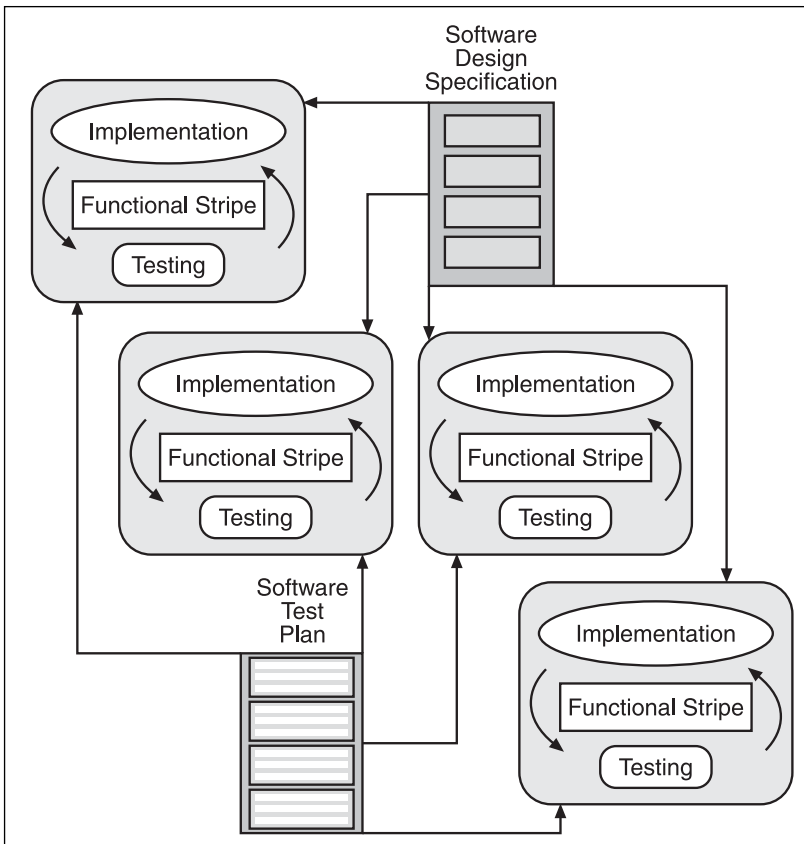 Software
Design
Specification
Implementation
Functional Stripe
Testing
Implementation
Functional Stripe
Testing
Implementation
Functional Stripe
Testing
Software
Test
Plan
Implementation
Functional Stripe
Testing